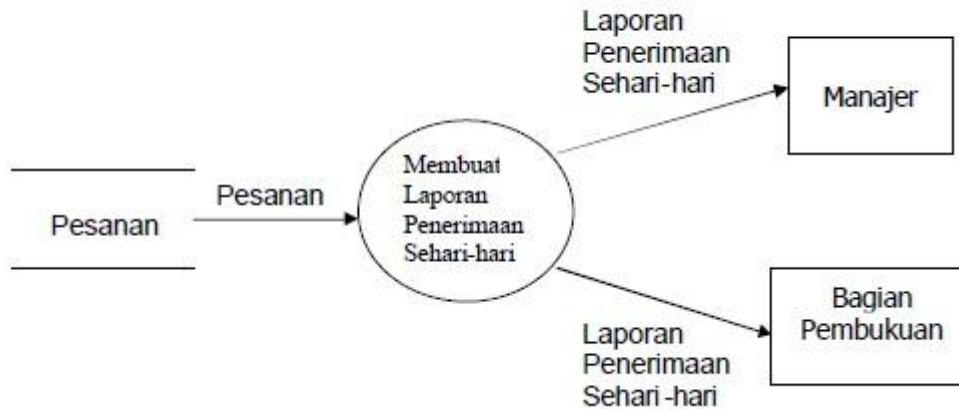 Pesanan
Pesanan
Membuat
Laporan
Penerimaan
Sehari-hari
Laporan
Penerimaan
Sehari-hari
Manajer
Laporan
Penerimaan
Sehari-hari
Bagian
Pembukuan